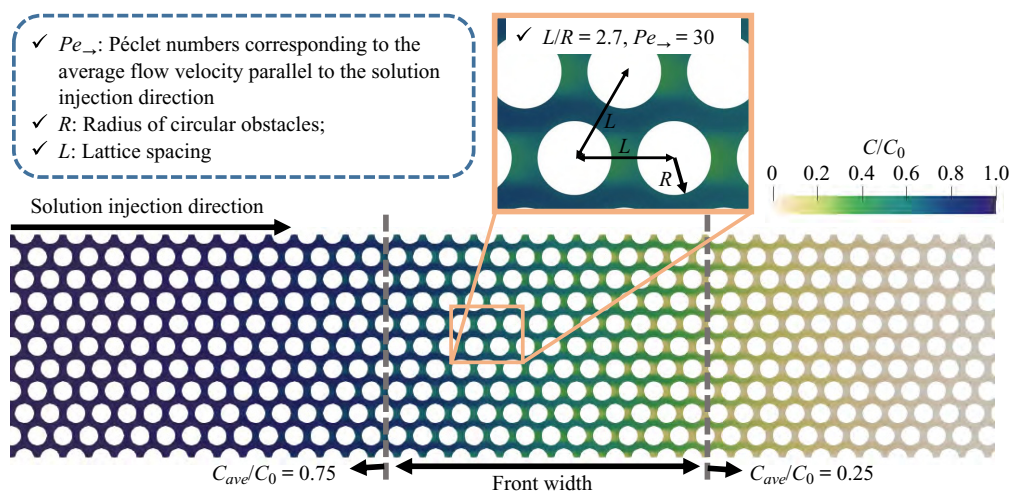 ✓ Pe→: Péclet numbers corresponding to the
average flow velocity parallel to the solution
injection direction
✓ R: Radius of circular obstacles;
✓ L: Lattice spacing
✓ L/R = 2.7, Pe→ = 30
L
L
R
C/C0
0 0.2 0.4 0.6 0.8 1.0
Solution injection direction
Cave/C0 = 0.75
Front width
Cave/C0 = 0.25